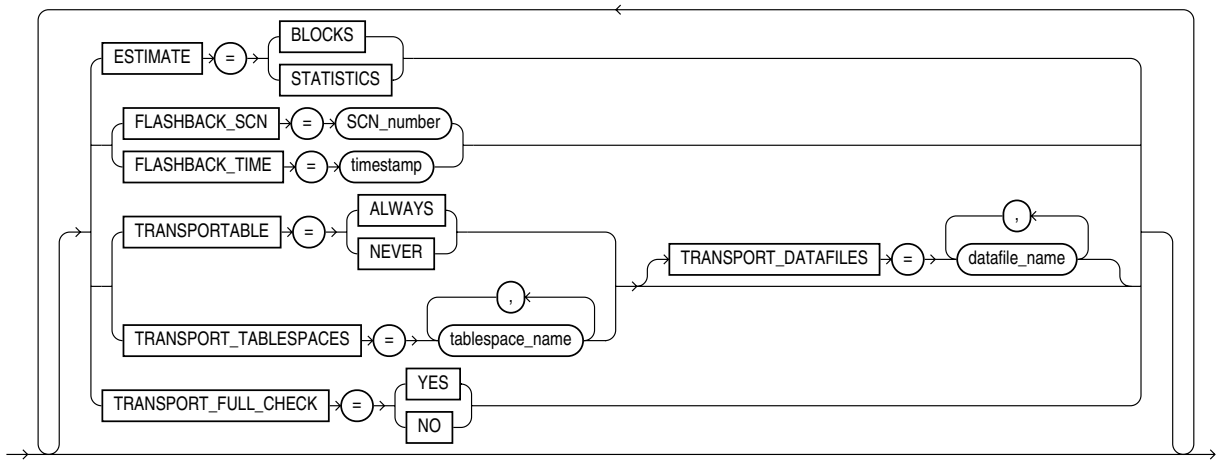 BLOCKS
ESTIMATE =
STATISTICS
FLASHBACK_SCN = SCN_number
FLASHBACK_TIME = timestamp
ALWAYS
TRANSPORTABLE =
NEVER
,
TRANSPORT_DATAFILES = datafile_name
,
TRANSPORT_TABLESPACES = tablespace_name
YES
TRANSPORT_FULL_CHECK =
NO